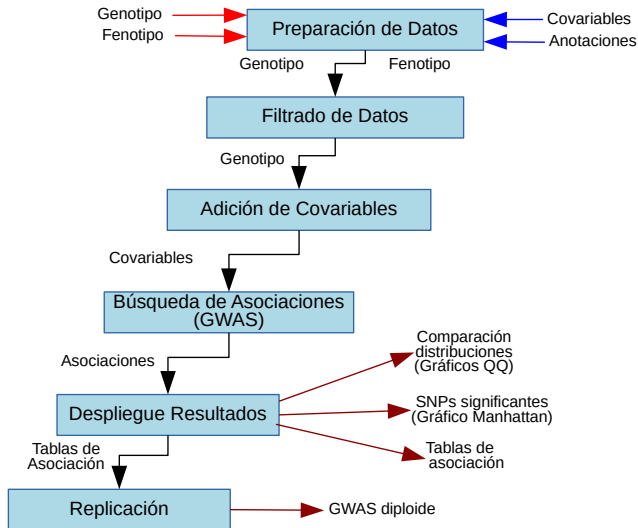 Genotipo
Fenotipo
Preparación de Datos
Covariables
Anotaciones
Genotipo
Fenotipo
Filtrado de Datos
Genotipo
Adición de Covariables
Covariables
Búsqueda de Asociaciones
(GWAS)
Asociaciones
Comparación
distribuciones
(Gráficos QQ)
Despliegue Resultados
SNPs significantes
(Gráfico Manhattan)
Tablas de
asociación
Tablas de
Asociación
Replicación
GWAS diploide